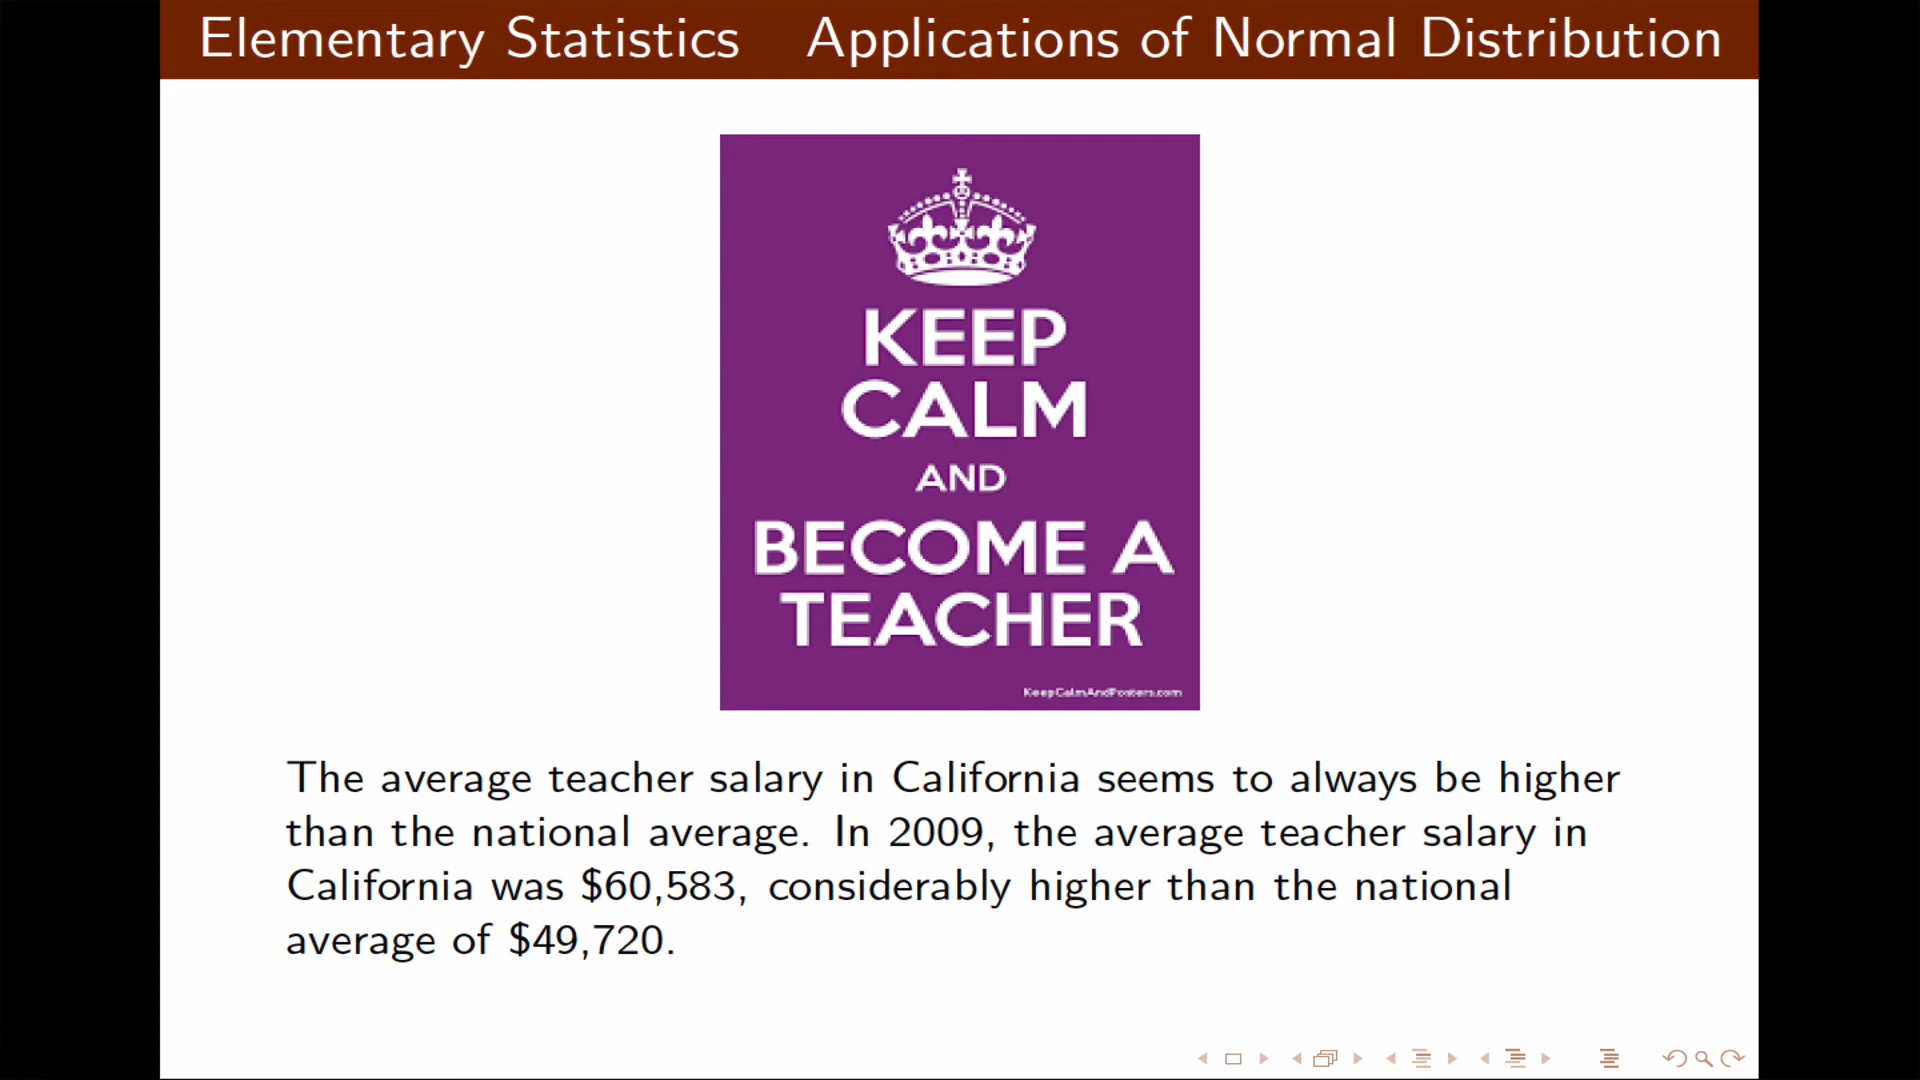 Elementary Statistics Applications of Normal Distribution
KEEP
CALM
AND
BECOME A
TEACHER
KeepCalmAndPosters.com
The average teacher salary in California seems to always be higher
than the national average. In 2009, the average teacher salary in
California was $60,583, considerably higher than the national
average of $49,720.